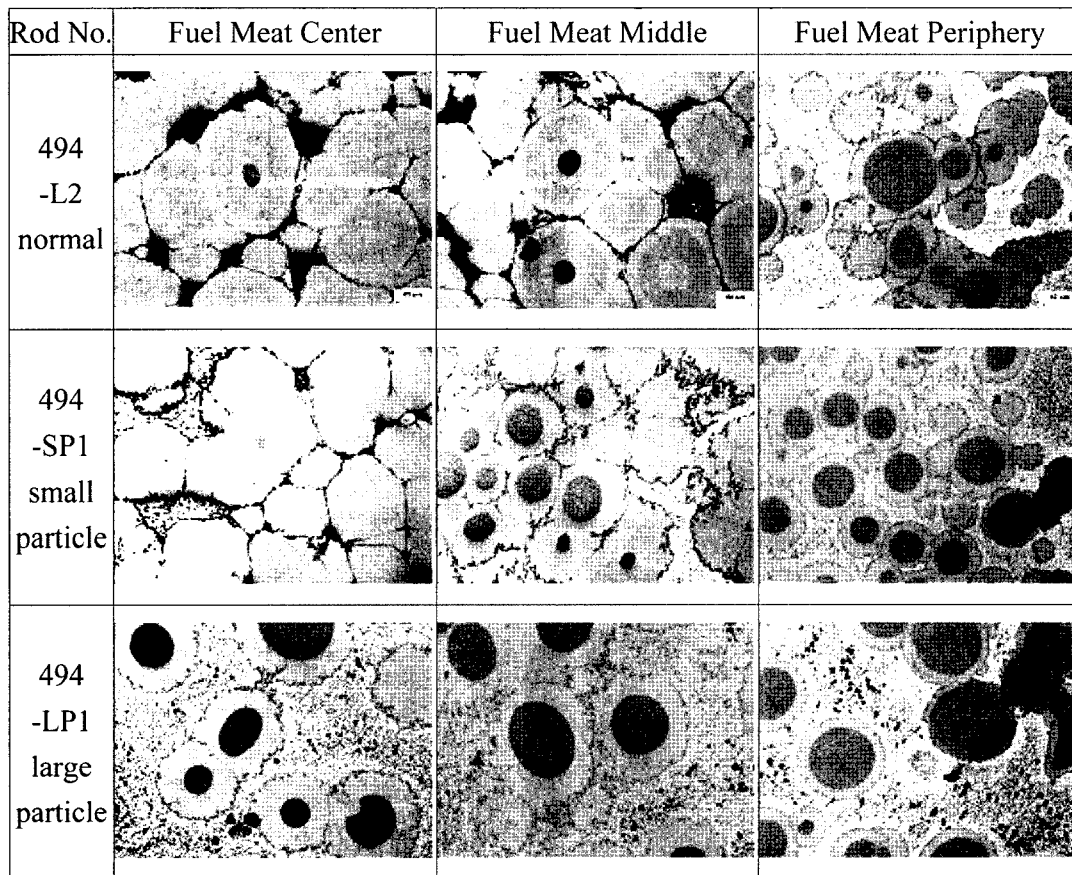 Rod No.
Fuel Meat Center
Fuel Meat Middle
Fuel Meat Periphery
494
-L2
normal
494
-SP1
small
particle
494
-LP1
large
particle